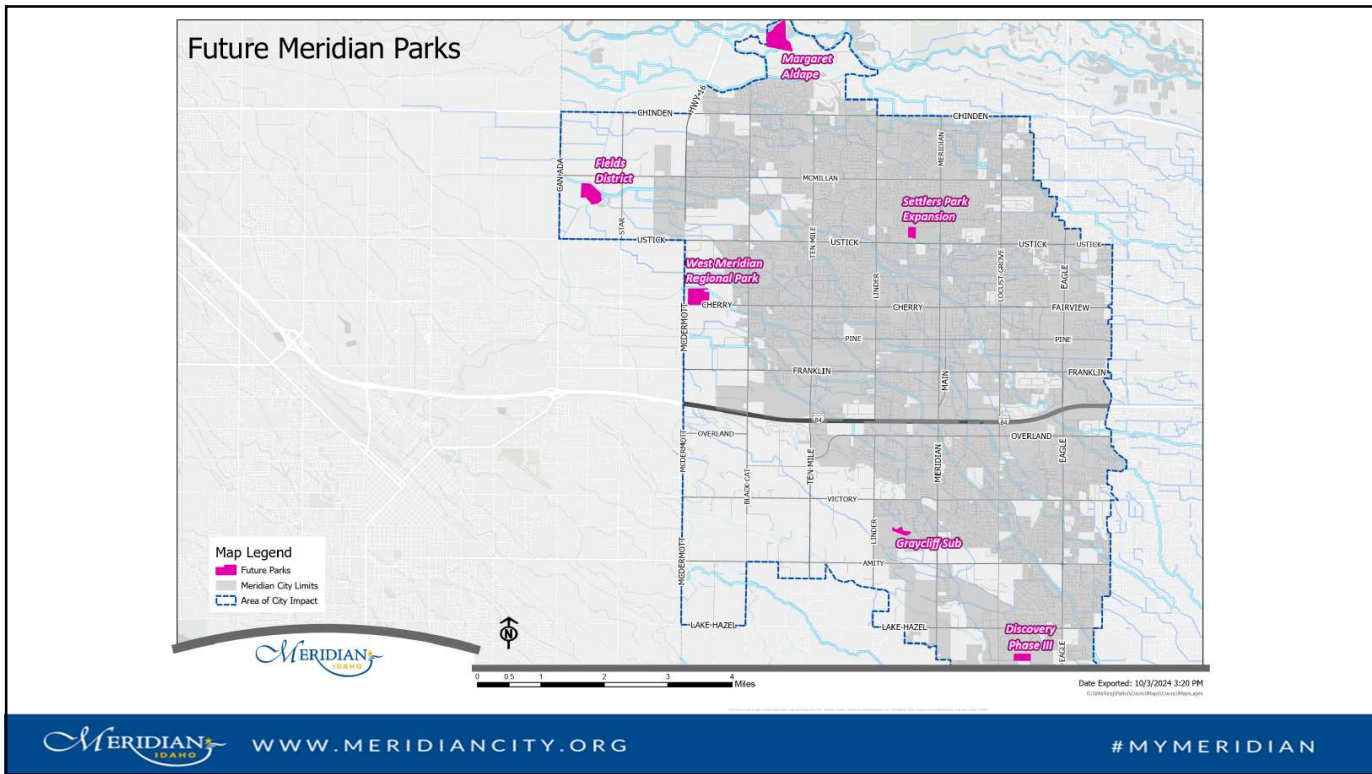 Future Meridian Parks
Margaret
Aldape
HWY-16
CHINDEN
CHINDEN
MERIDIAN
CAN-ADA
Fields
District
MCMILLAN
Settlers Park
Expansion
STAR
USTICK
TEN-MILE
USTICK
USTICK
USTICK
West Meridian
Regional Park
LINDER
LOCUST-GROVE
EAGLE
CHERRY
CHERRY
FAIRVIEW
MCDERMOTT
PINE
PINE
FRANKLIN
MAIN
FRANKLIN
84
84
OVERLAND
OVERLAND
MCDERMOTT
BLACK-CAT
TEN-MILE
MERIDIAN
EAGLE
VICTORY
LINDER
Graycliff Sub
AMITY
MCDERMOTT
LAKE-HAZEL
LAKE-HAZEL
Discovery
Phase III
EAGLE
Map Legend
Future Parks
Meridian City Limits
Area of City Impact
MERIDIAN
IDAHO
N
0 0.5 1 2 3 4
Miles
Date Exported: 10/3/2024 3:20 PM
MERIDIAN
IDAHO
WWW.MERIDIANCITY.ORG
#MYMERIDIAN